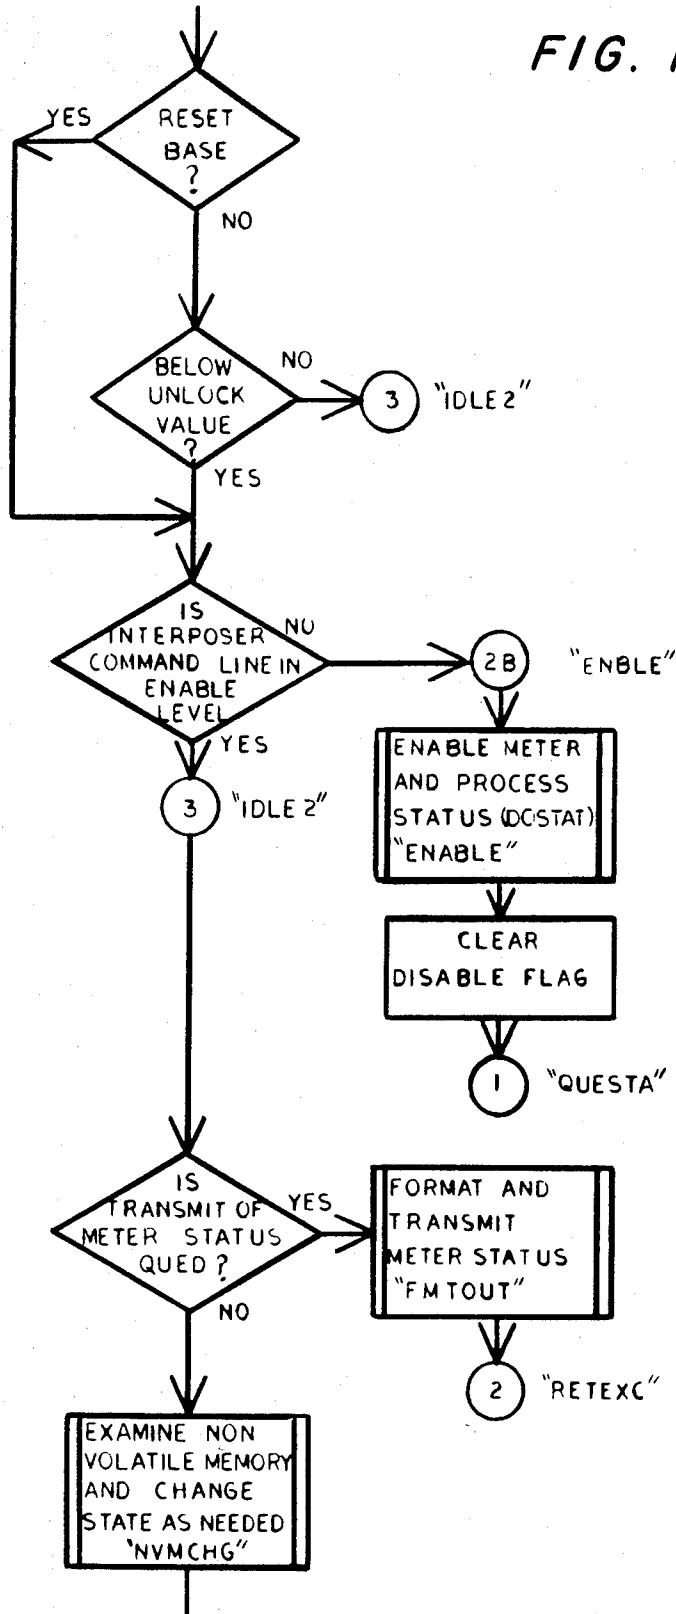 FIG.
YES
RESET
BASE
?
NO
BELOW
UNLOCK
VALUE
?
NO
3 "IDLE 2"
YES
IS
INTERPOSER
COMMAND LINE IN
ENABLE
LEVEL
NO
2B "ENBLE"
YES
3 "IDLE 2"
ENABLE METER
AND PROCESS
STATUS (DOSTAT)
"ENABLE"
CLEAR
DISABLE FLAG
1 "QUESTA"
IS
TRANSMIT OF
METER STATUS
QUED ?
YES
FORMAT AND
TRANSMIT
METER STATUS
"FMTOUT"
NO
2 "RETEXC"
EXAMINE NON
VOLATILE MEMORY
AND CHANGE
STATE AS NEEDED
"NVMCHG"